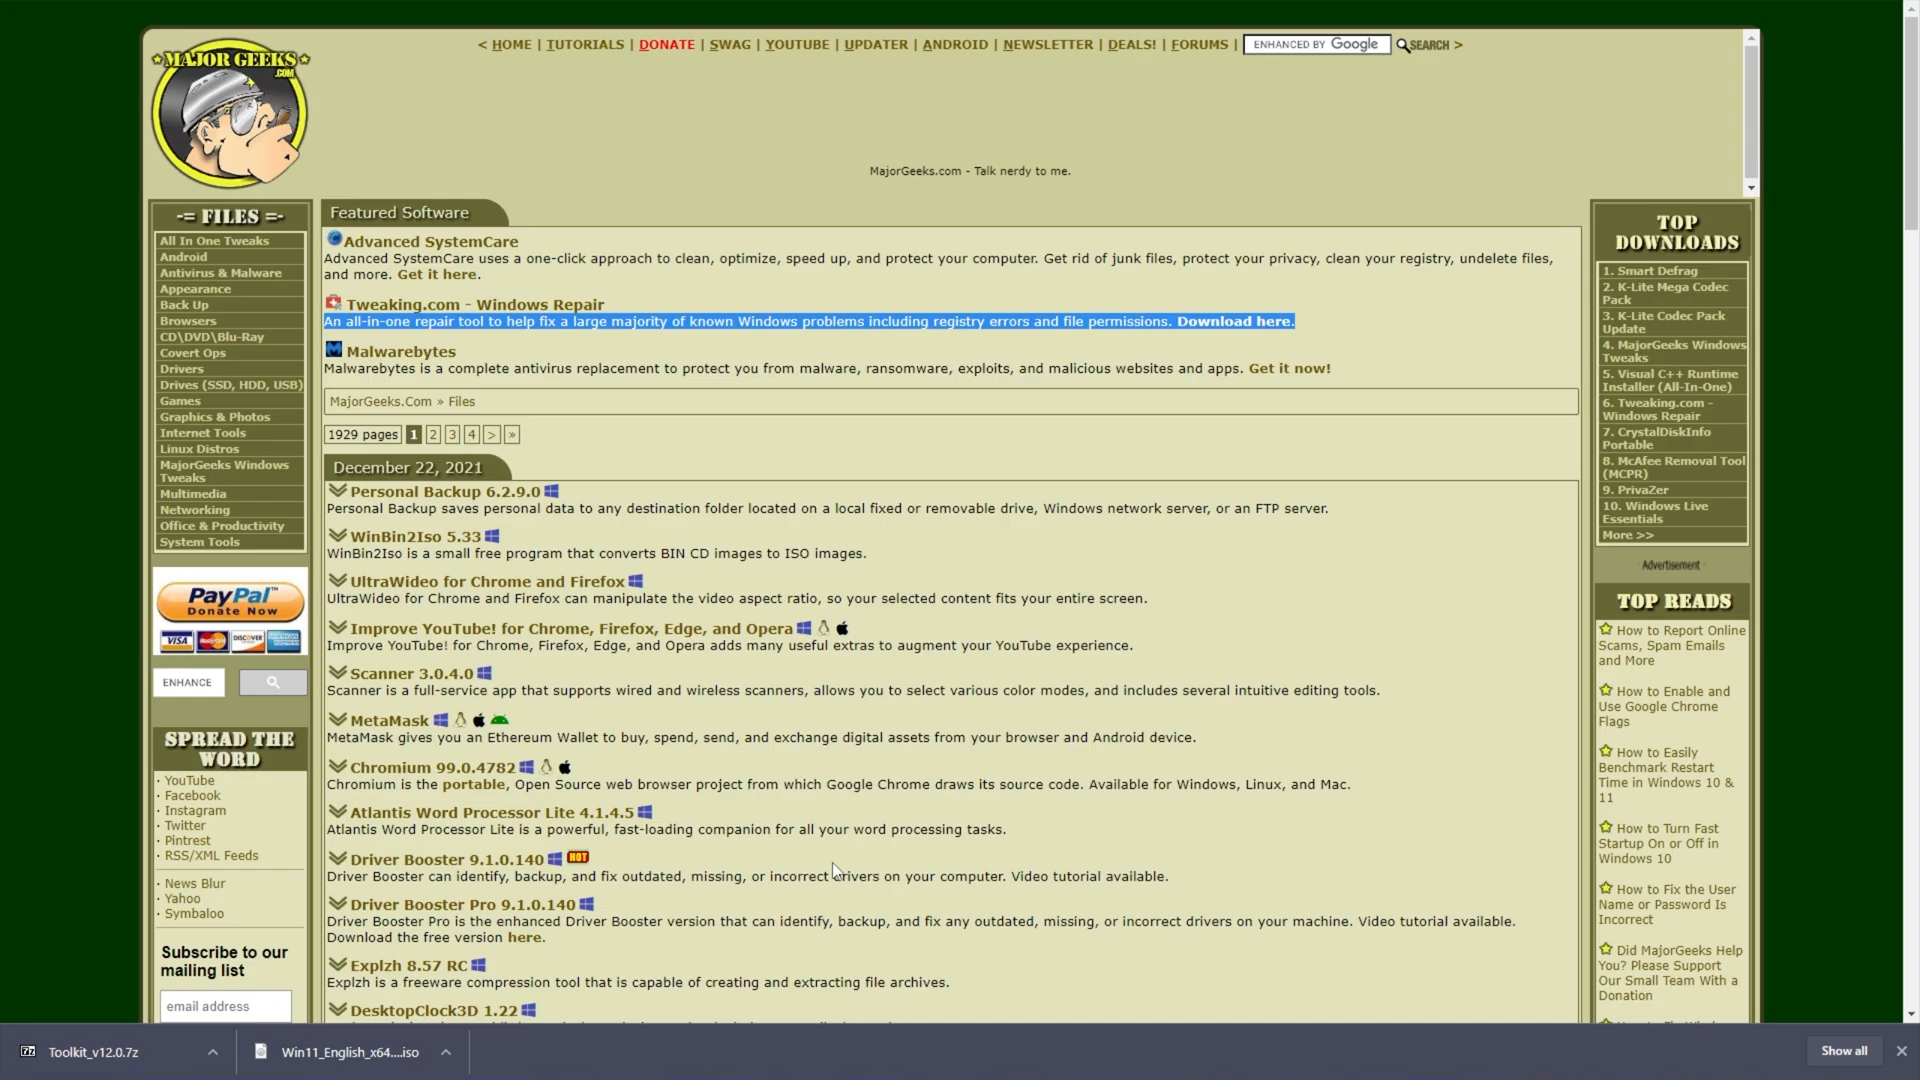 MAJOR GEEKS
.COM
< HOME | TUTORIALS | DONATE | SWAG | YOUTUBE | UPDATER | ANDROID | NEWSLETTER | DEALS! | FORUMS | ENHANCED BY Google SEARCH >
MajorGeeks.com - Talk nerdy to me.
-= FILES =-
All In One Tweaks
Android
Antivirus & Malware
Appearance
Back Up
Browsers
CD\DVD\Blu-Ray
Covert Ops
Drivers
Drives (SSD, HDD, USB)
Games
Graphics & Photos
Internet Tools
Linux Distros
MajorGeeks Windows
Tweaks
Multimedia
Networking
Office & Productivity
System Tools
PayPal™
Donate Now
VISA MasterCard DISCOVER
ENHANCE
SPREAD THE
WORD
· YouTube
· Facebook
· Instagram
· Twitter
· Pintrest
· RSS/XML Feeds
· News Blur
· Yahoo
· Symbaloo
Subscribe to our
mailing list
email address
Featured Software
Advanced SystemCare
Advanced SystemCare uses a one-click approach to clean, optimize, speed up, and protect your computer. Get rid of junk files, protect your privacy, clean your registry, undelete files,
and more. Get it here.
Tweaking.com - Windows Repair
An all-in-one repair tool to help fix a large majority of known Windows problems including registry errors and file permissions. Download here.
Malwarebytes
Malwarebytes is a complete antivirus replacement to protect you from malware, ransomware, exploits, and malicious websites and apps. Get it now!
MajorGeeks.Com » Files
1929 pages 1 2 3 4 > »
December 22, 2021
Personal Backup 6.2.9.0
Personal Backup saves personal data to any destination folder located on a local fixed or removable drive, Windows network server, or an FTP server.
WinBin2Iso 5.33
WinBin2Iso is a small free program that converts BIN CD images to ISO images.
UltraWideo for Chrome and Firefox
UltraWideo for Chrome and Firefox can manipulate the video aspect ratio, so your selected content fits your entire screen.
Improve YouTube! for Chrome, Firefox, Edge, and Opera
Improve YouTube! for Chrome, Firefox, Edge, and Opera adds many useful extras to augment your YouTube experience.
Scanner 3.0.4.0
Scanner is a full-service app that supports wired and wireless scanners, allows you to select various color modes, and includes several intuitive editing tools.
MetaMask
MetaMask gives you an Ethereum Wallet to buy, spend, send, and exchange digital assets from your browser and Android device.
Chromium 99.0.4782
Chromium is the portable, Open Source web browser project from which Google Chrome draws its source code. Available for Windows, Linux, and Mac.
Atlantis Word Processor Lite 4.1.4.5
Atlantis Word Processor Lite is a powerful, fast-loading companion for all your word processing tasks.
Driver Booster 9.1.0.140 HOT
Driver Booster can identify, backup, and fix outdated, missing, or incorrect drivers on your computer. Video tutorial available.
Driver Booster Pro 9.1.0.140
Driver Booster Pro is the enhanced Driver Booster version that can identify, backup, and fix any outdated, missing, or incorrect drivers on your machine. Video tutorial available.
Download the free version here.
Explzh 8.57 RC
Explzh is a freeware compression tool that is capable of creating and extracting file archives.
DesktopClock3D 1.22
TOP
DOWNLOADS
1. Smart Defrag
2. K-Lite Mega Codec
Pack
3. K-Lite Codec Pack
Update
4. MajorGeeks Windows
Tweaks
5. Visual C++ Runtime
Installer (All-In-One)
6. Tweaking.com -
Windows Repair
7. CrystalDiskInfo
Portable
8. McAfee Removal Tool
(MCPR)
9. PrivaZer
10. Windows Live
Essentials
More >>
- Advertisement -
TOP READS
How to Report Online
Scams, Spam Emails
and More
How to Enable and
Use Google Chrome
Flags
How to Easily
Benchmark Restart
Time in Windows 10 &
11
How to Turn Fast
Startup On or Off in
Windows 10
How to Fix the User
Name or Password Is
Incorrect
Did MajorGeeks Help
You? Please Support
Our Small Team With a
Donation
7z Toolkit_v12.0.7z
Win11_English_x64....iso
Show all